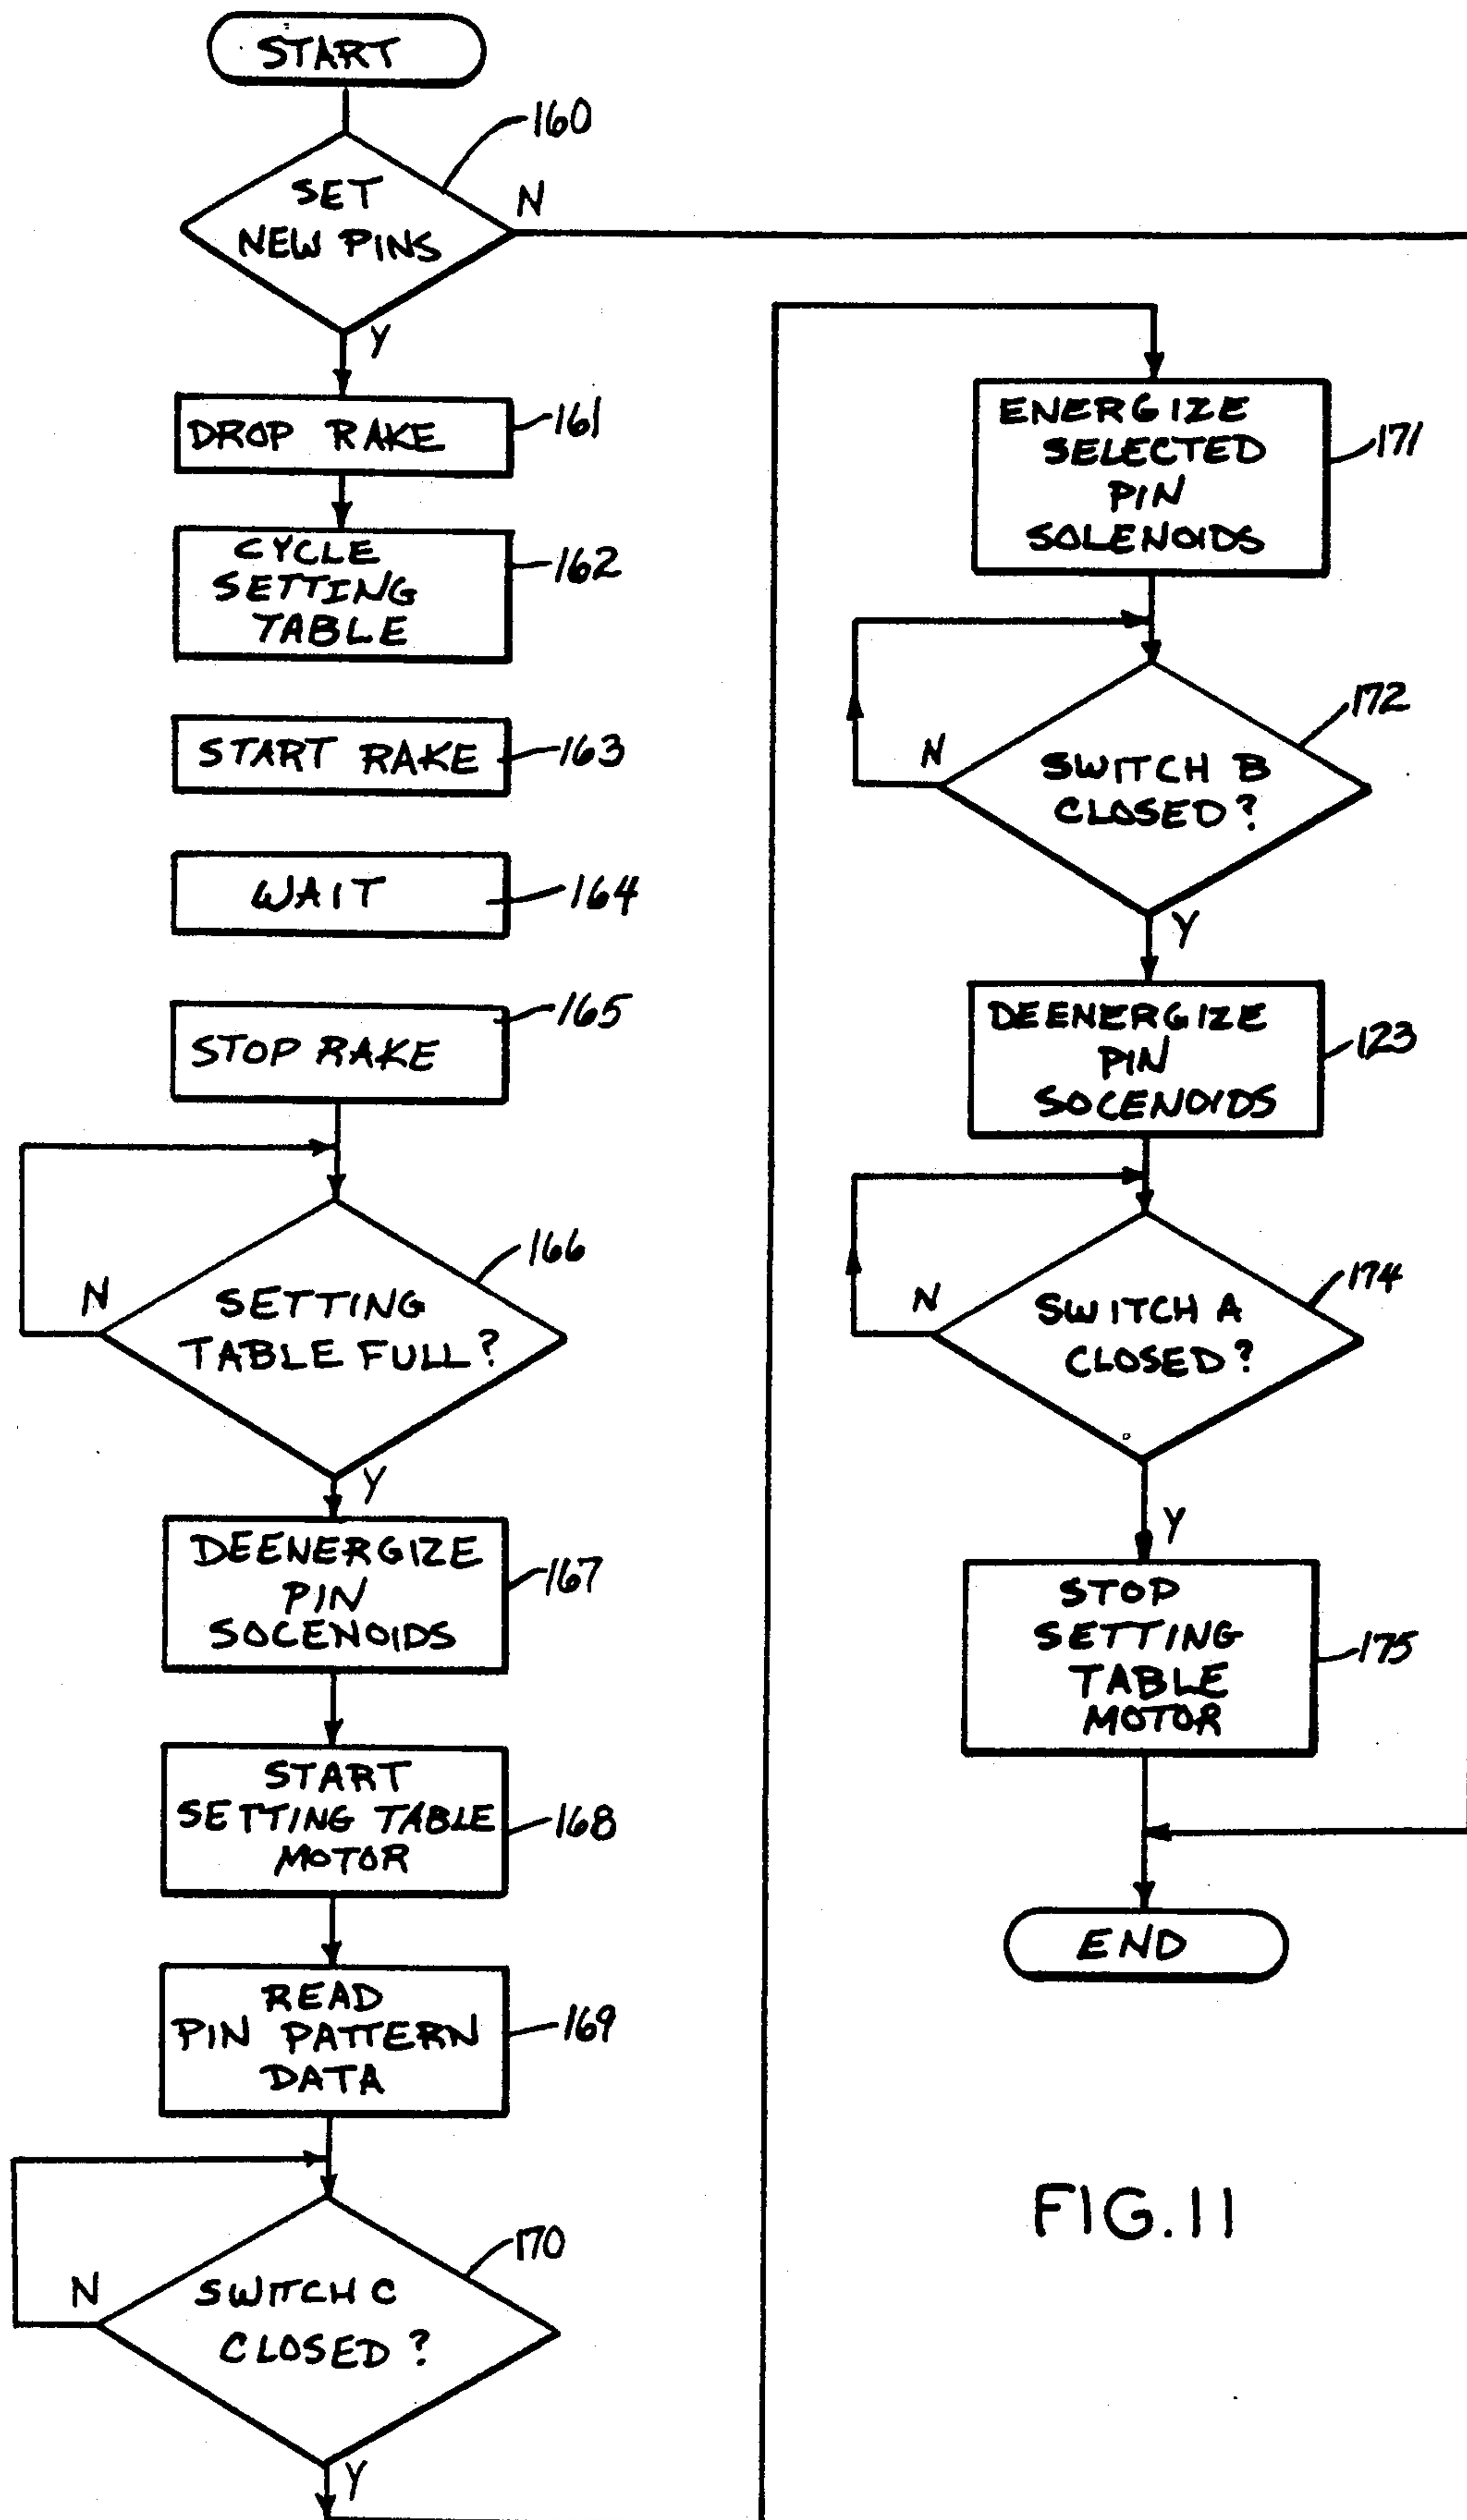 START
160
SET
NEW PINS
N
Y
DROP RAKE
161
CYCLE
SETTING
TABLE
162
START RAKE
163
WAIT
164
STOP RAKE
165
166
SETTING
TABLE FULL?
N
Y
DEENERGIZE
PIN
SOCENOIDS
167
START
SETTING TABLE
MOTOR
168
READ
PIN PATTERN
DATA
169
170
SWITCH C
CLOSED?
N
Y
ENERGIZE
SELECTED
PIN
SOLENOIDS
171
172
SWITCH B
CLOSED?
N
Y
DEENERGIZE
PIN
SOCENOIDS
123
174
SWITCH A
CLOSED?
N
Y
STOP
SETTING
TABLE
MOTOR
175
END
FIG.11